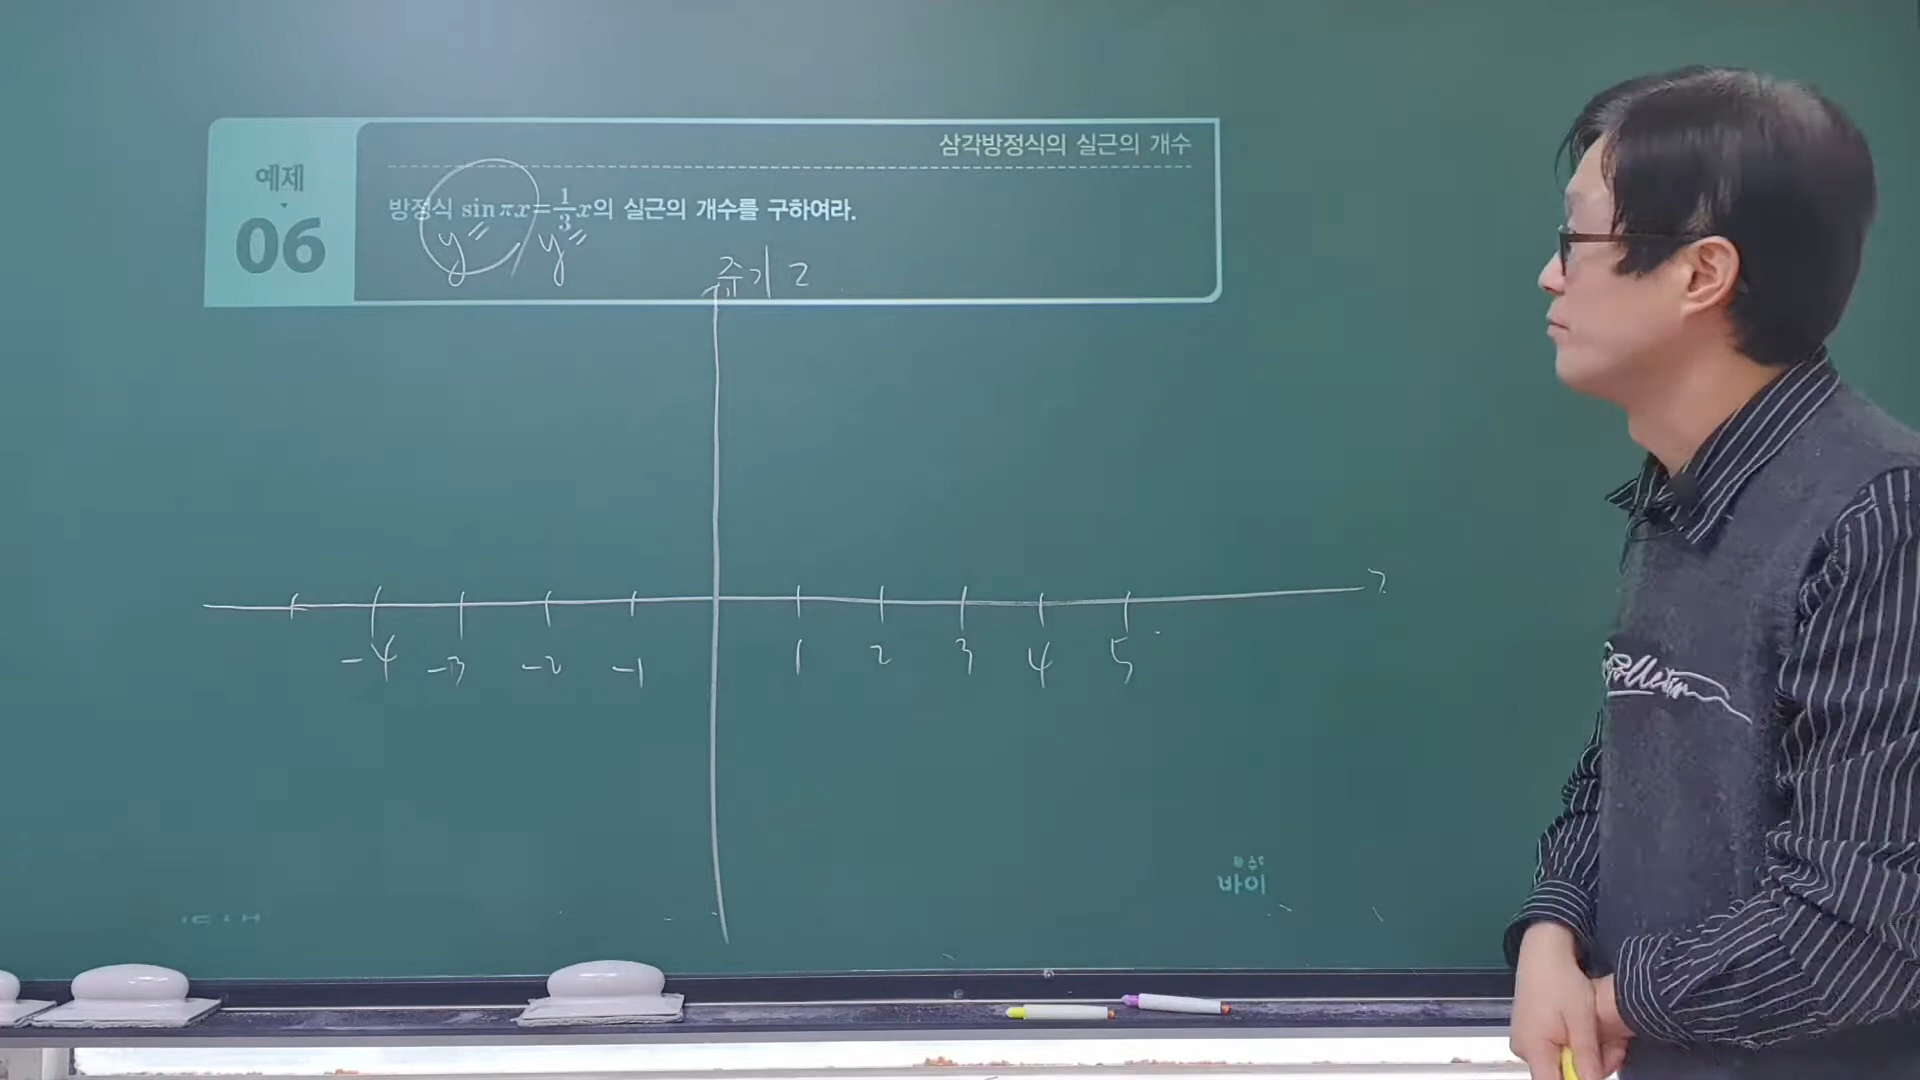 삼각방정식의 실근의 개수
예제
06
방정식 sin πx = 1/3 x의 실근의 개수를 구하여라.
y= y=
주기 2
-4 -3 -2 -1 1 2 3 4 5
바이